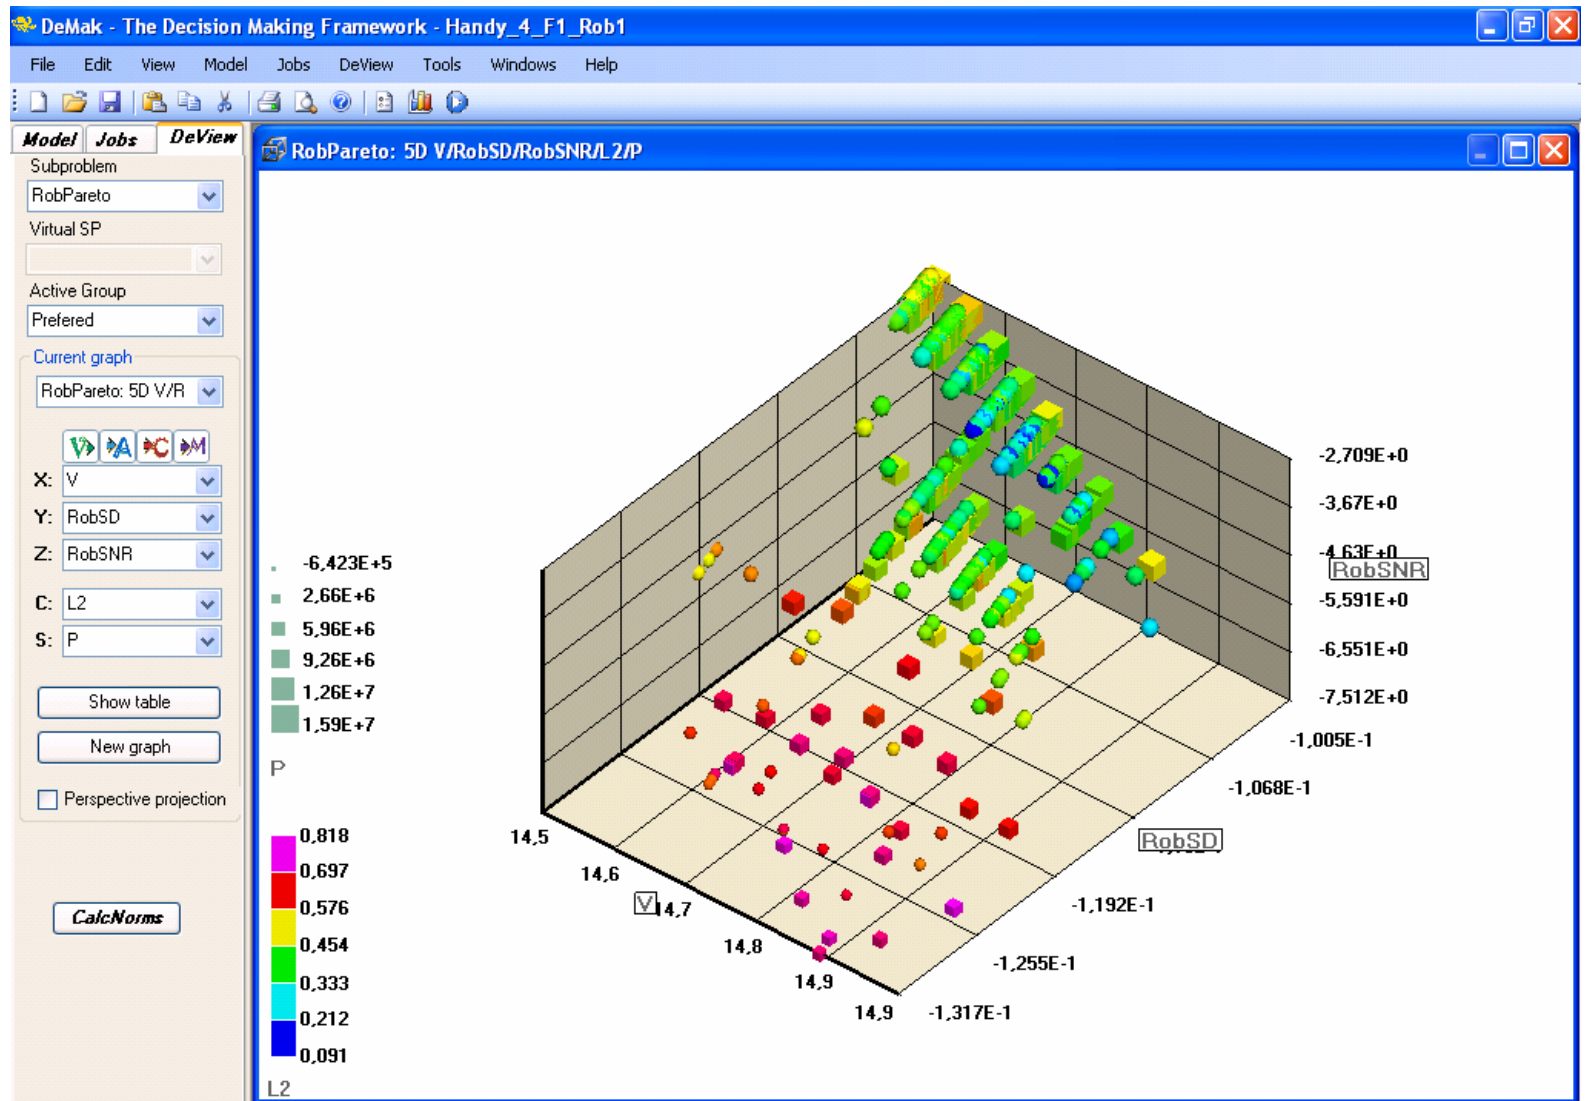 DeMak - The Decision Making Framework - Handy_4_F1_Rob1
File Edit View Model Jobs DeView Tools Windows Help
Model Jobs DeView
RobPareto: 5D V/RobSD/RobSNR/L2/P
Subproblem
RobPareto
Virtual SP
Active Group
Prefered
Current graph
RobPareto: 5D V/R
V A C M
X: V
Y: RobSD
Z: RobSNR
C: L2
S: P
Show table
New graph
Perspective projection
CalcNorms
-6,423E+5
2,66E+6
5,96E+6
9,26E+6
1,26E+7
1,59E+7
P
0,818
0,697
0,576
0,454
0,333
0,212
0,091
L2
14,5
14,6
V
14,7
14,8
14,9
14,9
-2,709E+0
-3,67E+0
-4,63E+0
RobSNR
-5,591E+0
-6,551E+0
-7,512E+0
-1,005E-1
-1,068E-1
RobSD
-1,192E-1
-1,255E-1
-1,317E-1